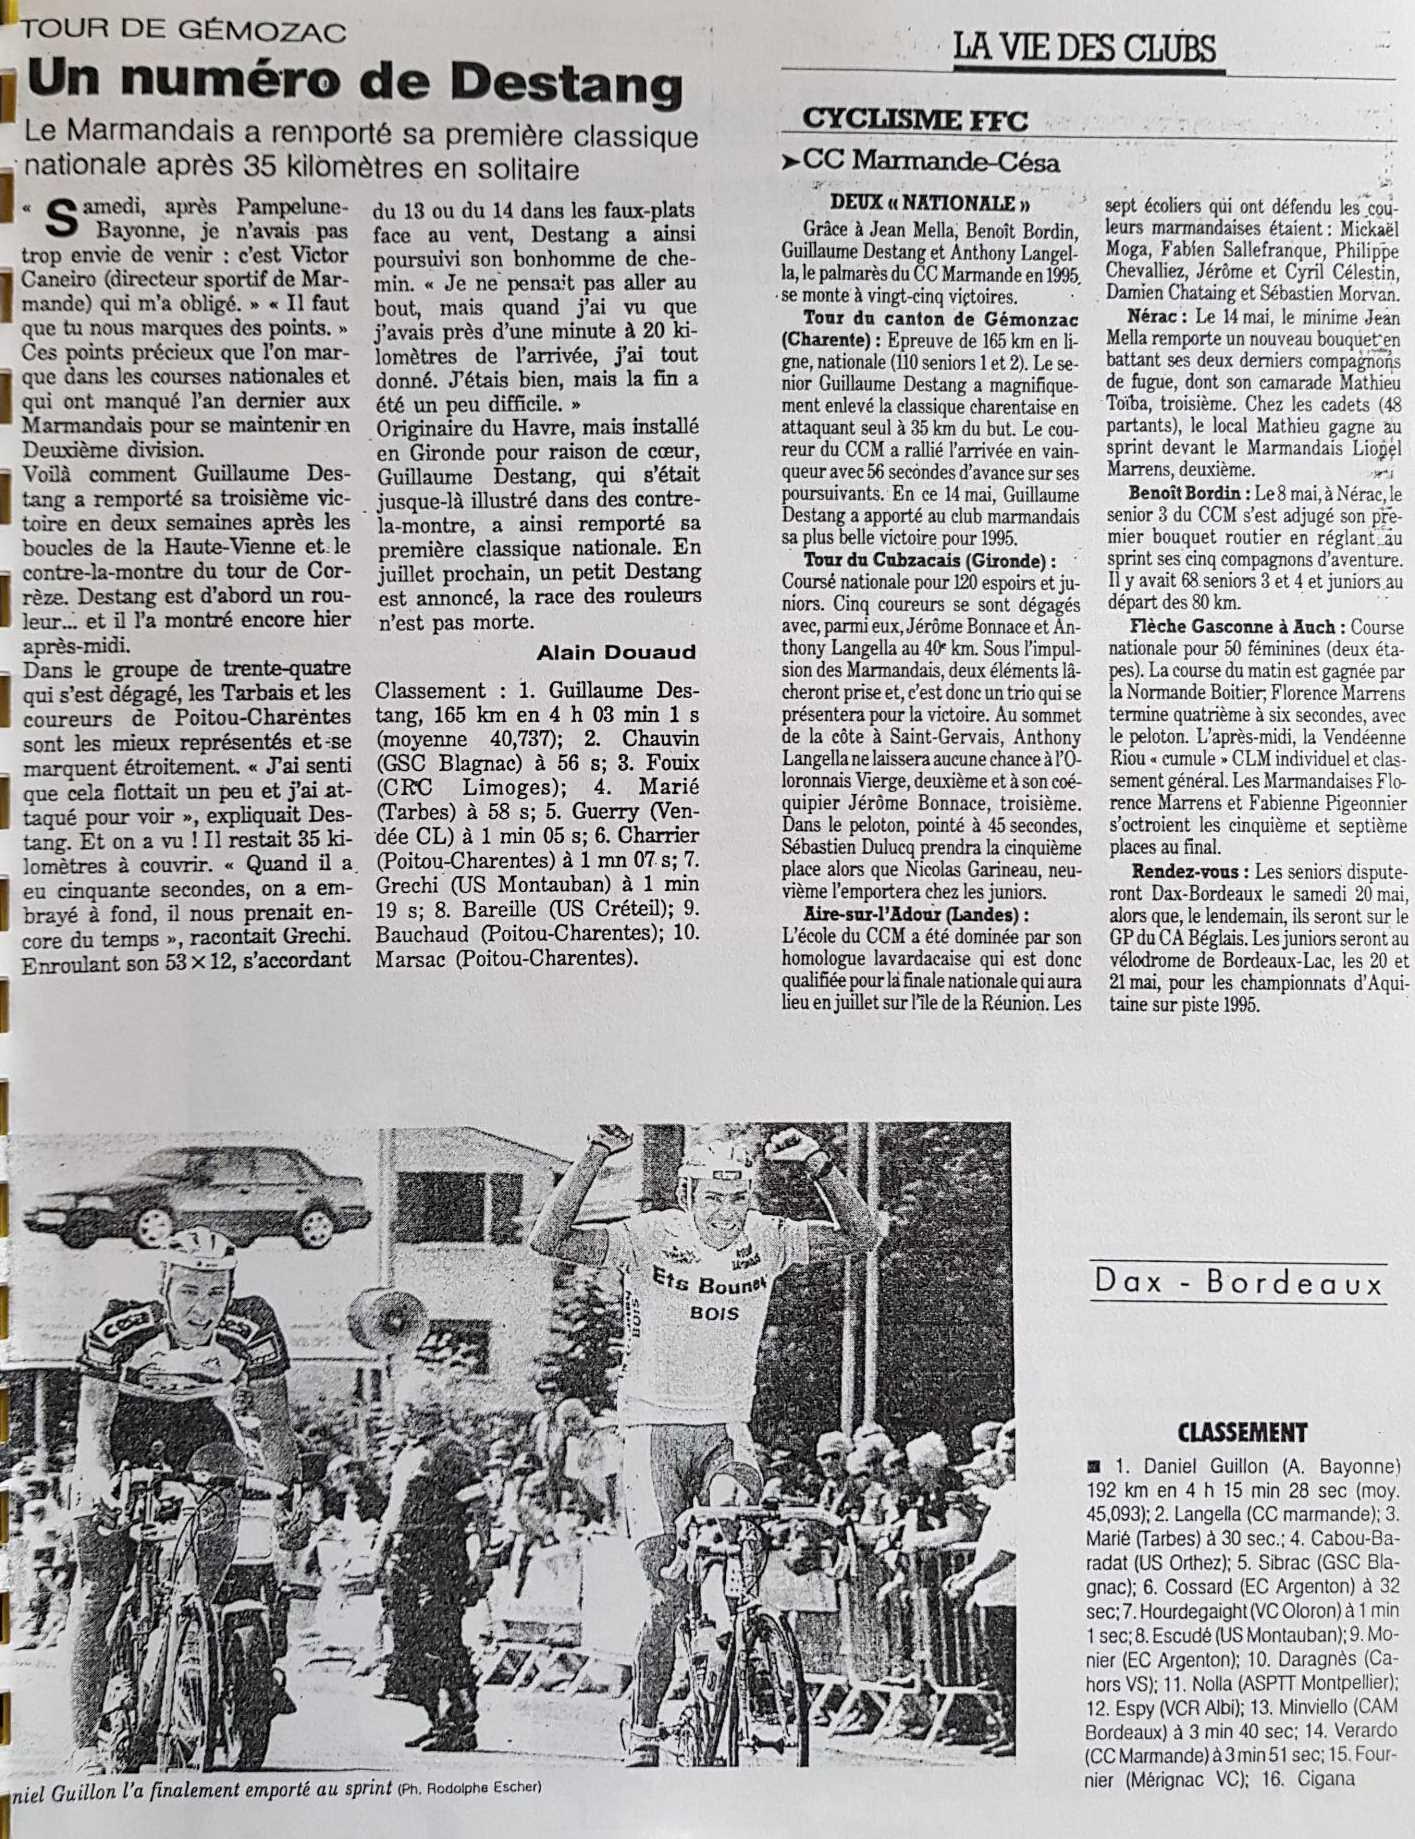 TOUR DE GÉMOZAC
Un numéro de Destang
Le Marmandais a remporté sa première classique
nationale après 35 kilomètres en solitaire
« Samedi, après Pampelune-
Bayonne, je n'avais pas
trop envie de venir : c'est Victor
Caneiro (directeur sportif de Mar-
mande) qui m'a obligé. » « Il faut
que tu nous marques des points. »
Ces points précieux que l'on mar-
que dans les courses nationales et
qui ont manqué l'an dernier aux
Marmandais pour se maintenir en
Deuxième division.
Voilà comment Guillaume Des-
tang a remporté sa troisième vic-
toire en deux semaines après les
boucles de la Haute-Vienne et le
contre-la-montre du tour de Cor-
rèze. Destang est d'abord un rou-
leur... et il l'a montré encore hier
après-midi.
Dans le groupe de trente-quatre
qui s'est dégagé, les Tarbais et les
coureurs de Poitou-Charentes
sont les mieux représentés et se
marquent étroitement. « J'ai senti
que cela flottait un peu et j'ai at-
taqué pour voir », expliquait Des-
tang. Et on a vu ! Il restait 35 ki-
lomètres à couvrir. « Quand il a
eu cinquante secondes, on a em-
brayé à fond, il nous prenait en-
core du temps », racontait Grechi.
Enroulant son 53×12, s'accordant
du 13 ou du 14 dans les faux-plats
face au vent, Destang a ainsi
poursuivi son bonhomme de che-
min. « Je ne pensait pas aller au
bout, mais quand j'ai vu que
j'avais près d'une minute à 20 ki-
lomètres de l'arrivée, j'ai tout
donné. J'étais bien, mais la fin a
été un peu difficile. »
Originaire du Havre, mais installé
en Gironde pour raison de cœur,
Guillaume Destang, qui s'était
jusque-là illustré dans des contre-
la-montre, a ainsi remporté sa
première classique nationale. En
juillet prochain, un petit Destang
est annoncé, la race des rouleurs
n'est pas morte.
Alain Douaud
Classement : 1. Guillaume Des-
tang, 165 km en 4 h 03 min 1 s
(moyenne 40,737); 2. Chauvin
(GSC Blagnac) à 56 s; 3. Fouix
(CRC Limoges); 4. Marié
(Tarbes) à 58 s; 5. Guerry (Ven-
dée CL) à 1 min 05 s; 6. Charrier
(Poitou-Charentes) à 1 mn 07 s; 7.
Grechi (US Montauban) à 1 min
19 s; 8. Bareille (US Créteil); 9.
Bauchaud (Poitou-Charentes); 10.
Marsac (Poitou-Charentes).
LA VIE DES CLUBS
CYCLISME FFC
➤CC Marmande-Césa
DEUX « NATIONALE »
Grâce à Jean Mella, Benoît Bordin,
Guillaume Destang et Anthony Langel-
la, le palmarès du CC Marmande en 1995
se monte à vingt-cinq victoires.
Tour du canton de Gémonzac
(Charente) : Epreuve de 165 km en li-
gne, nationale (110 seniors 1 et 2). Le se-
nior Guillaume Destang a magnifique-
ment enlevé la classique charentaise en
attaquant seul à 35 km du but. Le cou-
reur du CCM a rallié l'arrivée en vain-
queur avec 56 secondes d'avance sur ses
poursuivants. En ce 14 mai, Guillaume
Destang a apporté au club marmandais
sa plus belle victoire pour 1995.
Tour du Cubzacais (Gironde) :
Coursé nationale pour 120 espoirs et ju-
niors. Cinq coureurs se sont dégagés
avec, parmi eux, Jérôme Bonnace et An-
thony Langella au 40e km. Sous l'impul-
sion des Marmandais, deux éléments lâ-
cheront prise et, c'est donc un trio qui se
présentera pour la victoire. Au sommet
de la côte à Saint-Gervais, Anthony
Langella ne laissera aucune chance à l'O-
loronnais Vierge, deuxième et à son coé-
quipier Jérôme Bonnace, troisième.
Dans le peloton, pointé à 45 secondes,
Sébastien Dulucq prendra la cinquième
place alors que Nicolas Garineau, neu-
vième l'emportera chez les juniors.
Aire-sur-l'Adour (Landes) :
L'école du CCM a été dominée par son
homologue lavardacaise qui est donc
qualifiée pour la finale nationale qui aura
lieu en juillet sur l'île de la Réunion. Les
sept écoliers qui ont défendu les cou-
leurs marmandaises étaient : Mickaël
Moga, Fabien Sallefranque, Philippe
Chevalliez, Jérôme et Cyril Célestin,
Damien Chataing et Sébastien Morvan.
Nérac : Le 14 mai, le minime Jean
Mella remporte un nouveau bouquet en
battant ses deux derniers compagnons
de fugue, dont son camarade Mathieu
Toïba, troisième. Chez les cadets (48
partants), le local Mathieu gagne au
sprint devant le Marmandais Lionel
Marrens, deuxième.
Benoît Bordin : Le 8 mai, à Nérac, le
senior 3 du CCM s'est adjugé son pre-
mier bouquet routier en réglant au
sprint ses cinq compagnons d'aventure.
Il y avait 68 seniors 3 et 4 et juniors au
départ des 80 km.
Flèche Gasconne à Auch : Course
nationale pour 50 féminines (deux éta-
pes). La course du matin est gagnée par
la Normande Boitier; Florence Marrens
termine quatrième à six secondes, avec
le peloton. L'après-midi, la Vendéenne
Riou « cumule » CLM individuel et clas-
sement général. Les Marmandaises Flo-
rence Marrens et Fabienne Pigeonnier
s'octroient les cinquième et septième
places au final.
Rendez-vous : Les seniors dispute-
ront Dax-Bordeaux le samedi 20 mai,
alors que, le lendemain, ils seront sur le
GP du CA Béglais. Les juniors seront au
vélodrome de Bordeaux-Lac, les 20 et
21 mai, pour les championnats d'Aqui-
taine sur piste 1995.
cesa
cesa
Ets Bounet
BOIS
BOIS
niel Guillon l'a finalement emporté au sprint (Ph. Rodolphe Escher)
Dax - Bordeaux
CLASSEMENT
■ 1. Daniel Guillon (A. Bayonne)
192 km en 4 h 15 min 28 sec (moy.
45,093); 2. Langella (CC marmande); 3.
Marié (Tarbes) à 30 sec.; 4. Cabou-Ba-
radat (US Orthez); 5. Sibrac (GSC Bla-
gnac); 6. Cossard (EC Argenton) à 32
sec; 7. Hourdegaight (VC Oloron) à 1 min
1 sec; 8. Escudé (US Montauban); 9. Mo-
nier (EC Argenton); 10. Daragnès (Ca-
hors VS); 11. Nolla (ASPTT Montpellier);
12. Espy (VCR Albi); 13. Minviello (CAM
Bordeaux) à 3 min 40 sec; 14. Verardo
(CC Marmande) à 3 min 51 sec; 15. Four-
nier (Mérignac VC); 16. Cigana